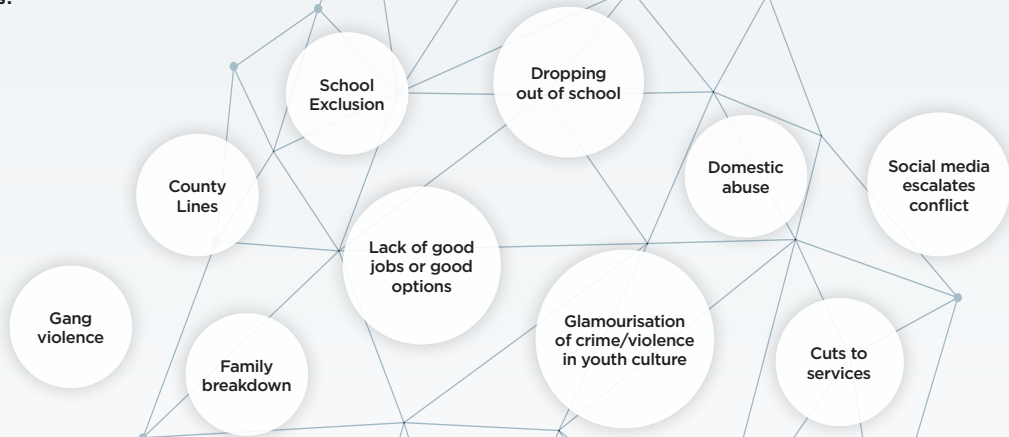 School
Exclusion
Dropping
out of school
County
Lines
Domestic
abuse
Social media
escalates
conflict
Lack of good
jobs or good
options
Gang
violence
Family
breakdown
Glamourisation
of crime/violence
in youth culture
Cuts to
services